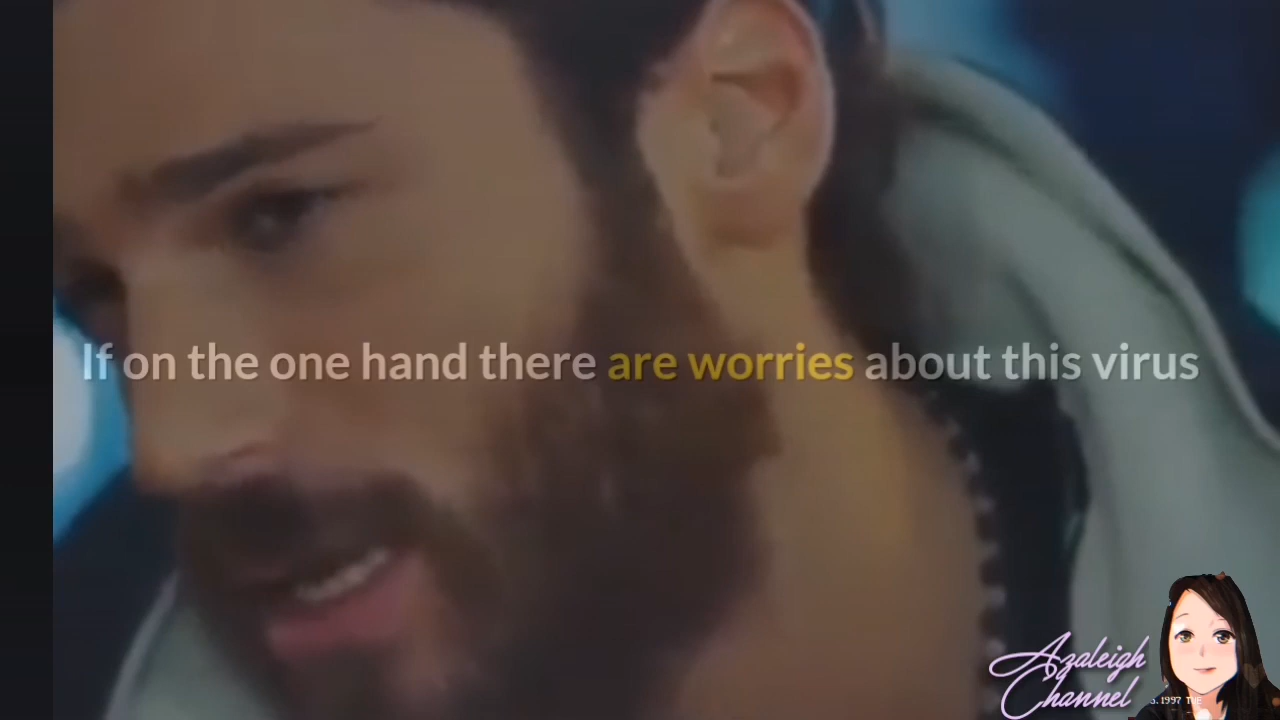 If on the one hand there are worries about this virus
Azaleigh
Channel